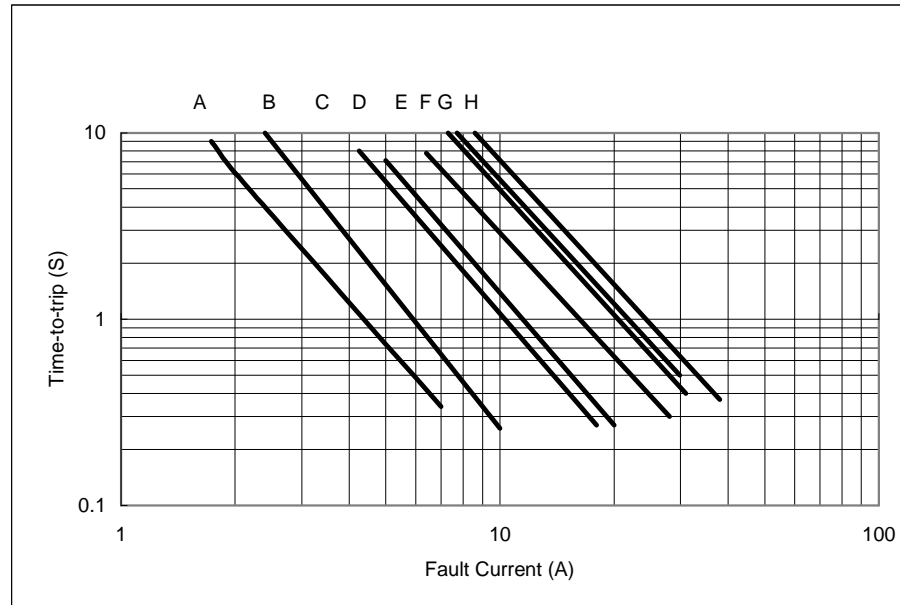 A B C D E F G H
10
1
0.1
Time-to-trip (S)
1 10 100
Fault Current (A)